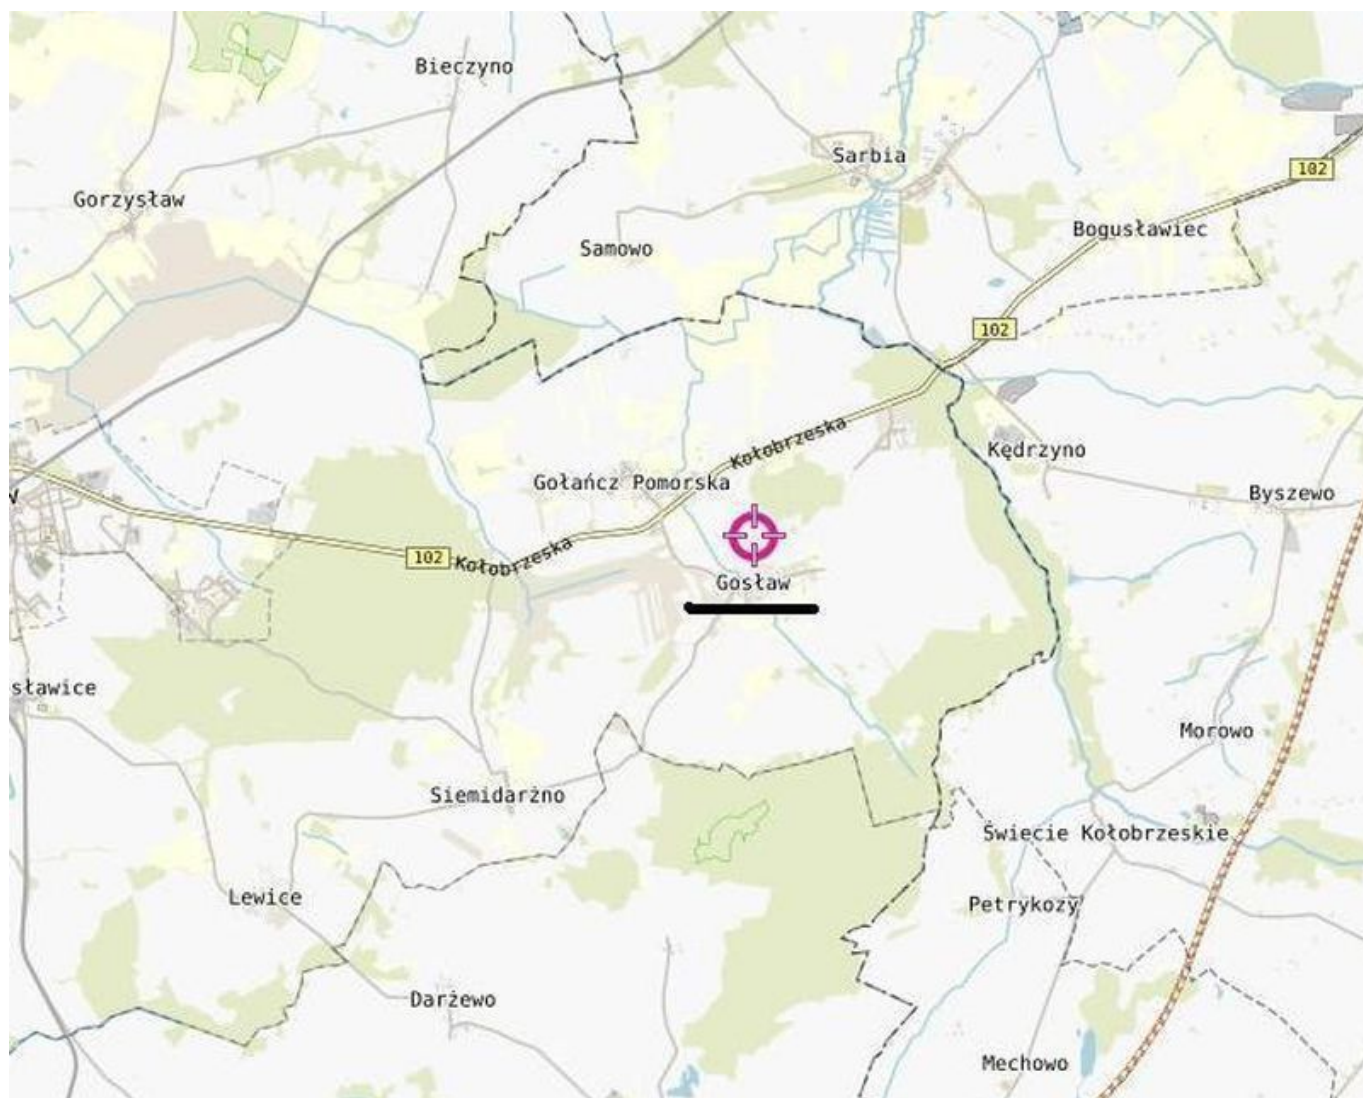 Bieczyno
Sarbia
102
Gorzysław
Bogusławiec
Samowo
102
Kołobrzeska
Kędrzyno
Gołańcz Pomorska
Byszewo
102
Kołobrzeska
Gosław
sławice
Morowo
Siemidarżno
Świecie Kołobrzeskie
Lewice
Petrykozy
Darżewo
Mechowo